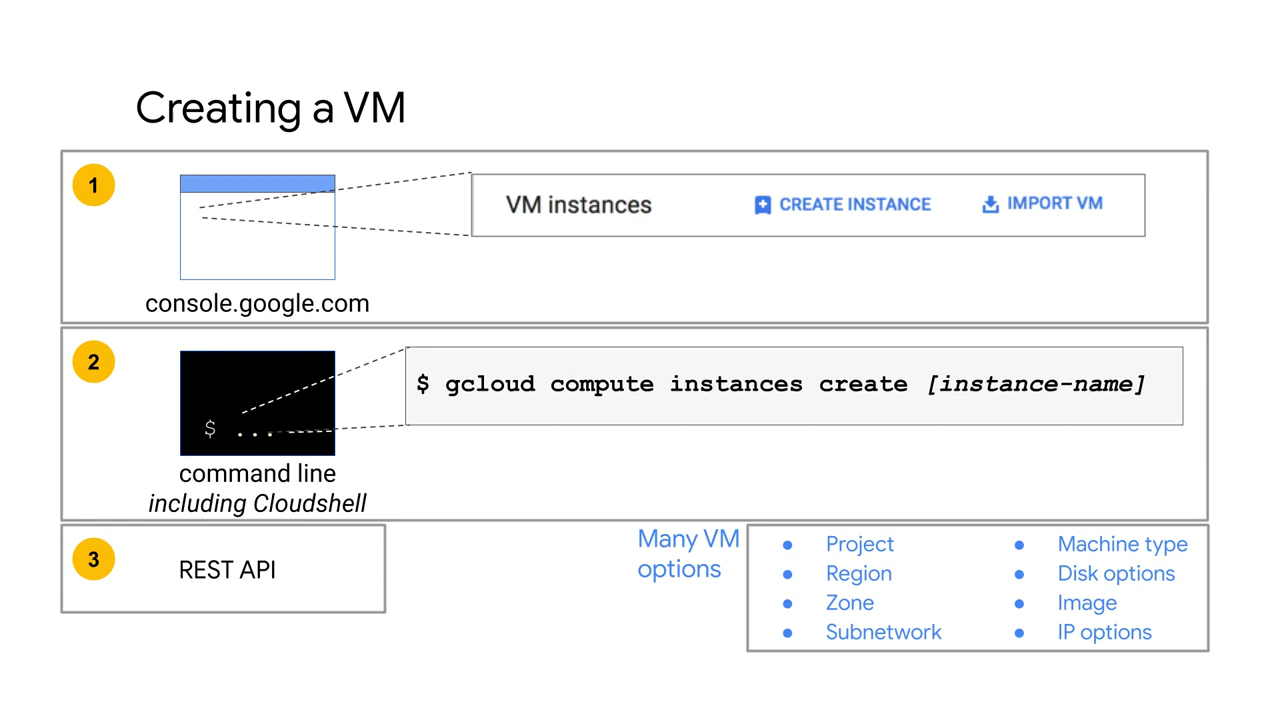 Creating a VM
1
VM instances
CREATE INSTANCE
IMPORT VM
console.google.com
2
$ gcloud compute instances create [instance-name]
$ ...
command line
including Cloudshell
3
REST API
Many VM
options
● Project
● Region
● Zone
● Subnetwork
● Machine type
● Disk options
● Image
● IP options